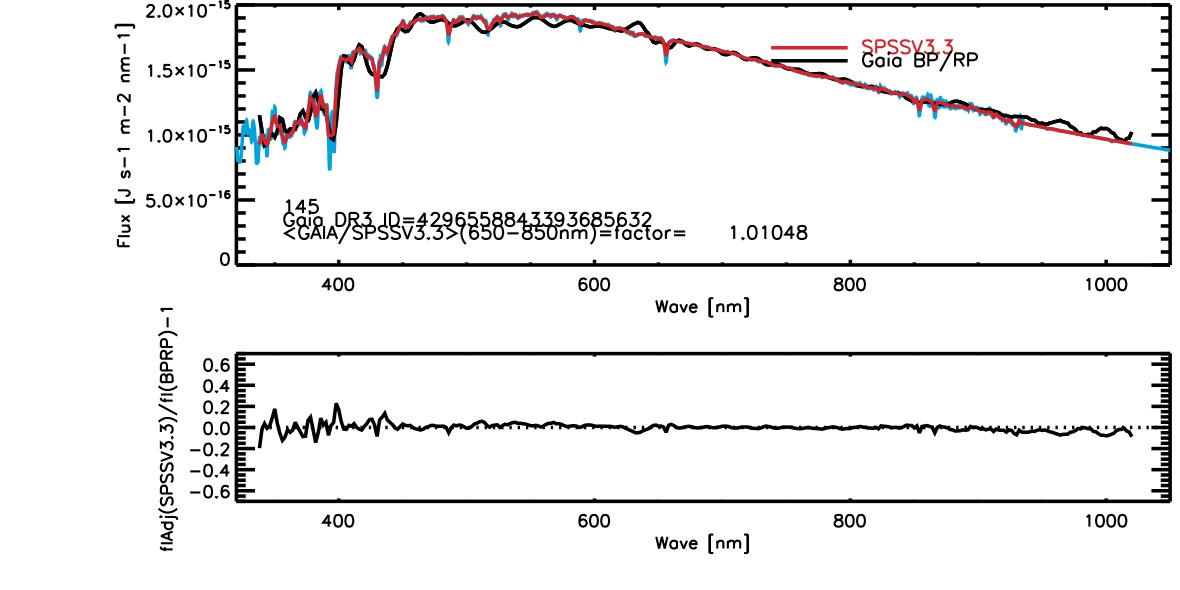 2.0×10−15
1.5×10−15
1.0×10−15
5.0×10−16
0
Flux [J s−1 m−2 nm−1]
SPSSV3.3
Gaia BP/RP
145
Gaia DR3 ID=4296558843393685632
<GAIA/SPSSV3.3>(650−850nm)=factor= 1.01048
400 600 800 1000
Wave [nm]
flAdj(SPSSV3.3)/fl(BPRP)−1
0.6
0.4
0.2
0.0
−0.2
−0.4
−0.6
400 600 800 1000
Wave [nm]